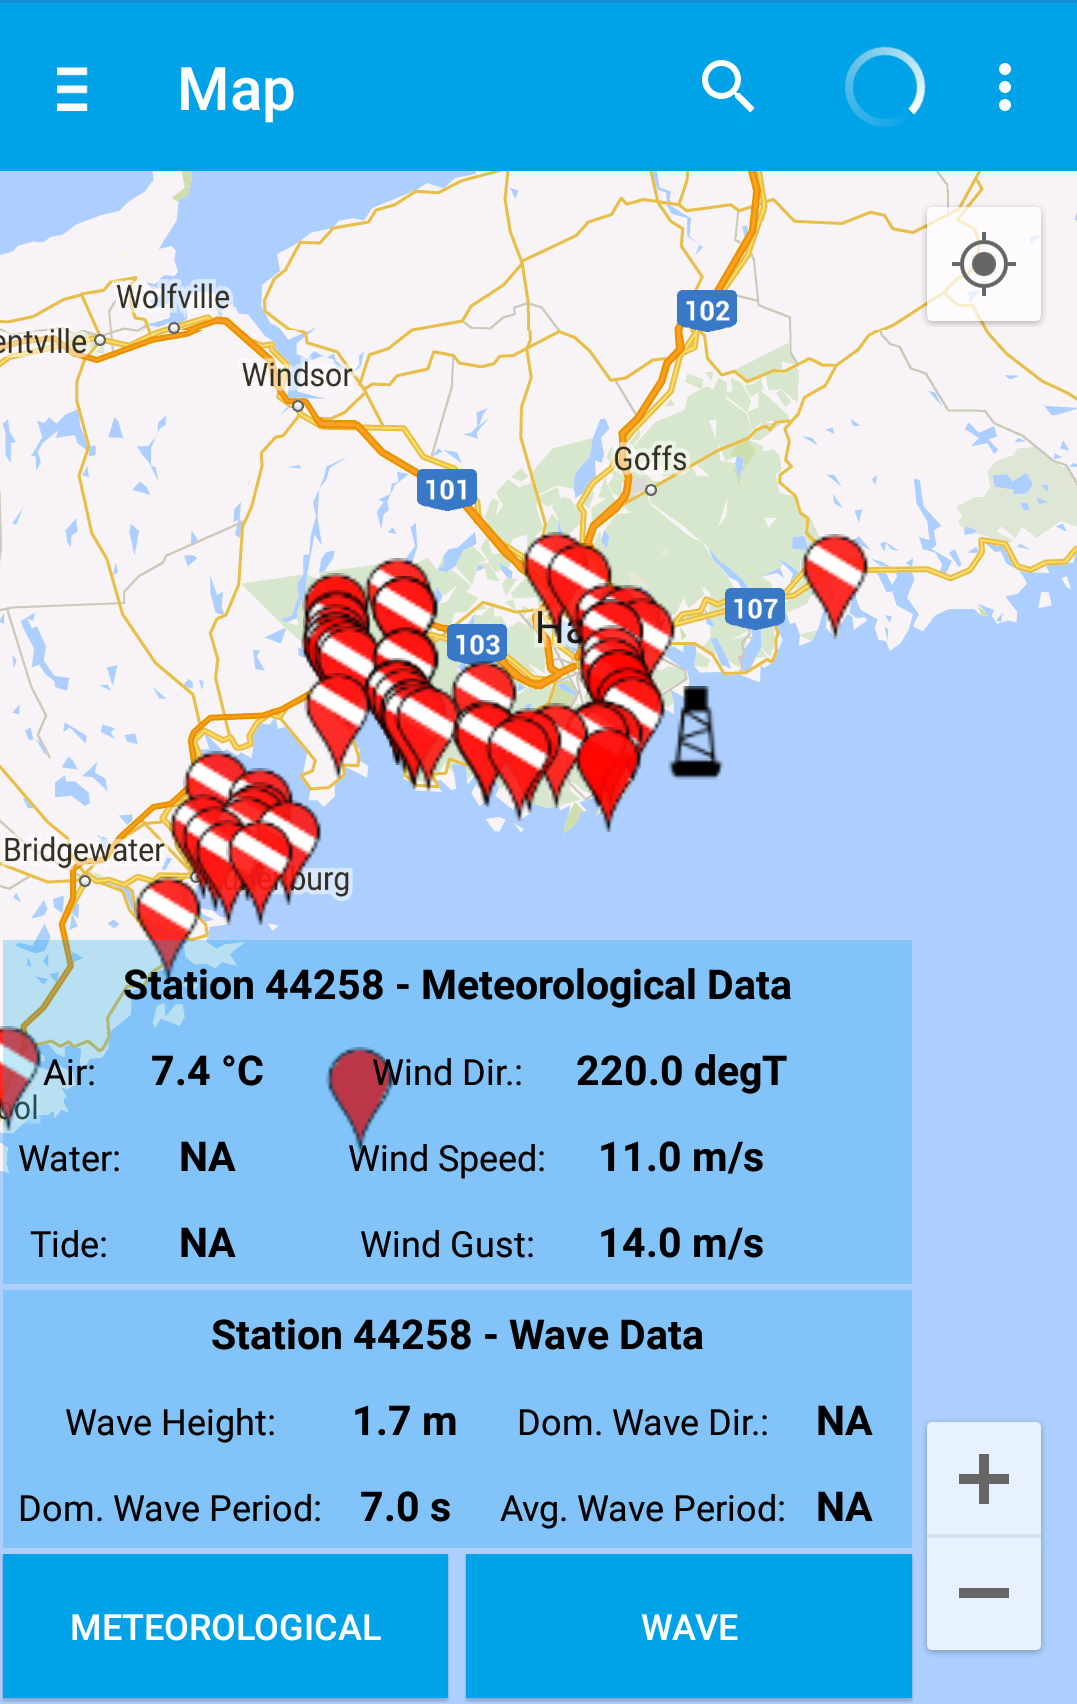 Map
102
Wolfville
entville
Windsor
Goffs
101
107
Ha
103
Bridgewater
burg
Station 44258 - Meteorological Data
Air: 7.4 °C Wind Dir.: 220.0 degT
ool
Water: NA Wind Speed: 11.0 m/s
Tide: NA Wind Gust: 14.0 m/s
Station 44258 - Wave Data
Wave Height: 1.7 m Dom. Wave Dir.: NA
Dom. Wave Period: 7.0 s Avg. Wave Period: NA
METEOROLOGICAL WAVE